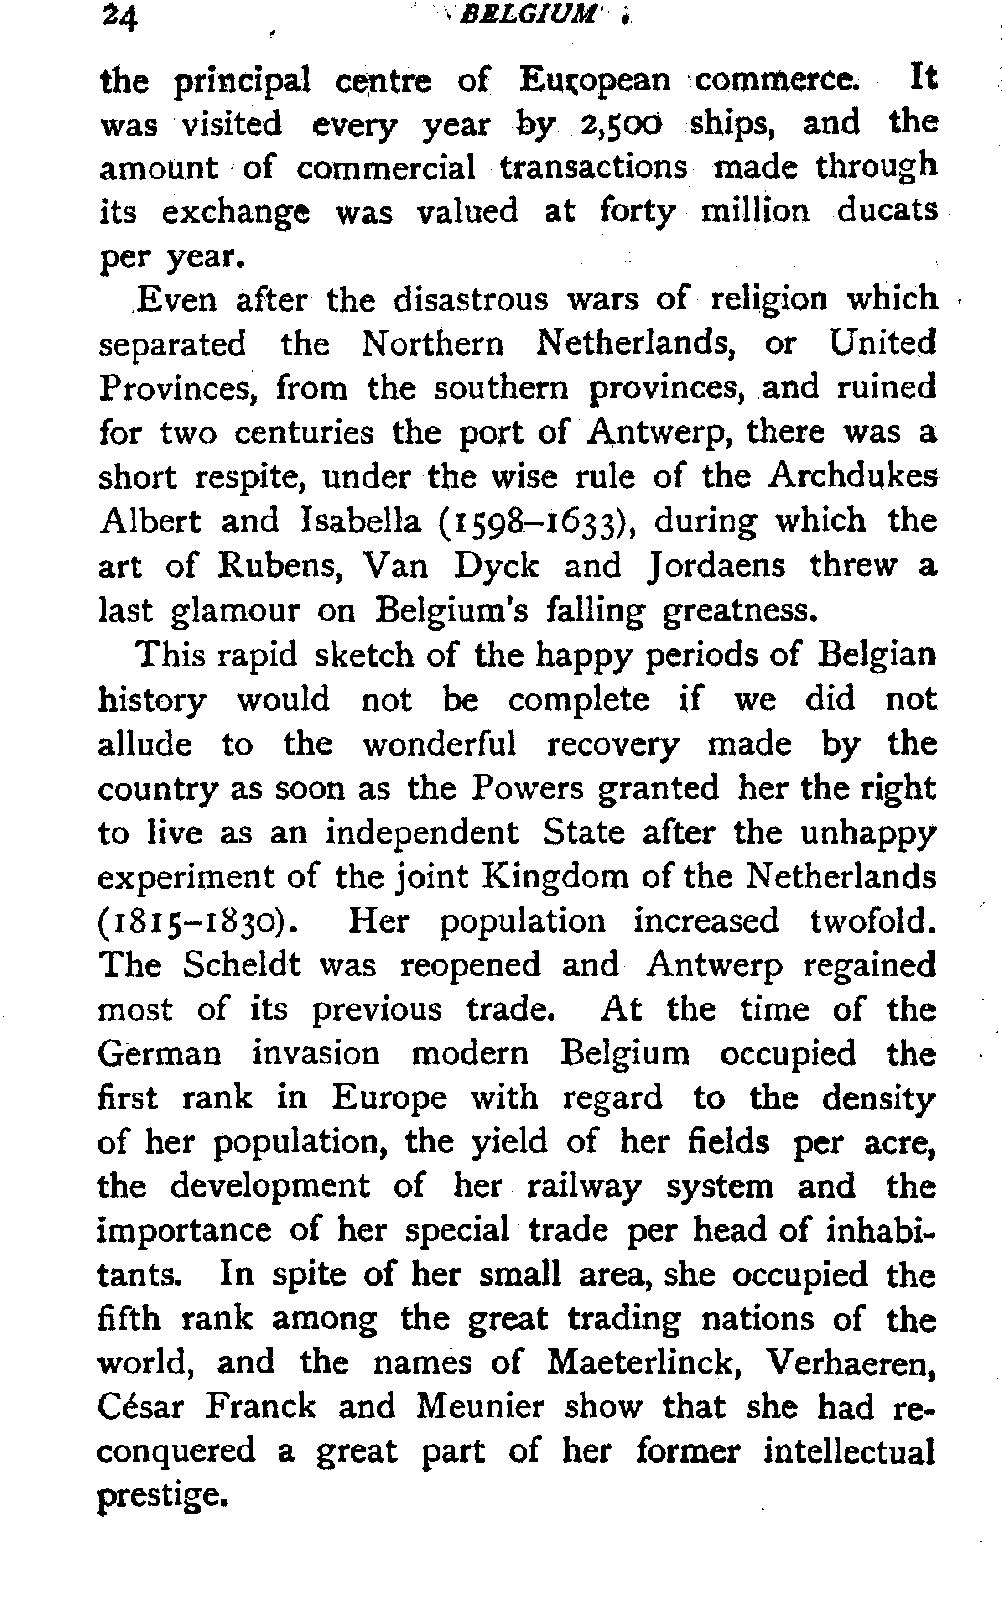 24 BELGIUM
the principal centre of European commerce. It
was visited every year by 2,500 ships, and the
amount of commercial transactions made through
its exchange was valued at forty million ducats
per year.
Even after the disastrous wars of religion which
separated the Northern Netherlands, or United
Provinces, from the southern provinces, and ruined
for two centuries the port of Antwerp, there was a
short respite, under the wise rule of the Archdukes
Albert and Isabella (1598–1633), during which the
art of Rubens, Van Dyck and Jordaens threw a
last glamour on Belgium's falling greatness.
This rapid sketch of the happy periods of Belgian
history would not be complete if we did not
allude to the wonderful recovery made by the
country as soon as the Powers granted her the right
to live as an independent State after the unhappy
experiment of the joint Kingdom of the Netherlands
(1815–1830). Her population increased twofold.
The Scheldt was reopened and Antwerp regained
most of its previous trade. At the time of the
German invasion modern Belgium occupied the
first rank in Europe with regard to the density
of her population, the yield of her fields per acre,
the development of her railway system and the
importance of her special trade per head of inhabi-
tants. In spite of her small area, she occupied the
fifth rank among the great trading nations of the
world, and the names of Maeterlinck, Verhaeren,
César Franck and Meunier show that she had re-
conquered a great part of her former intellectual
prestige.